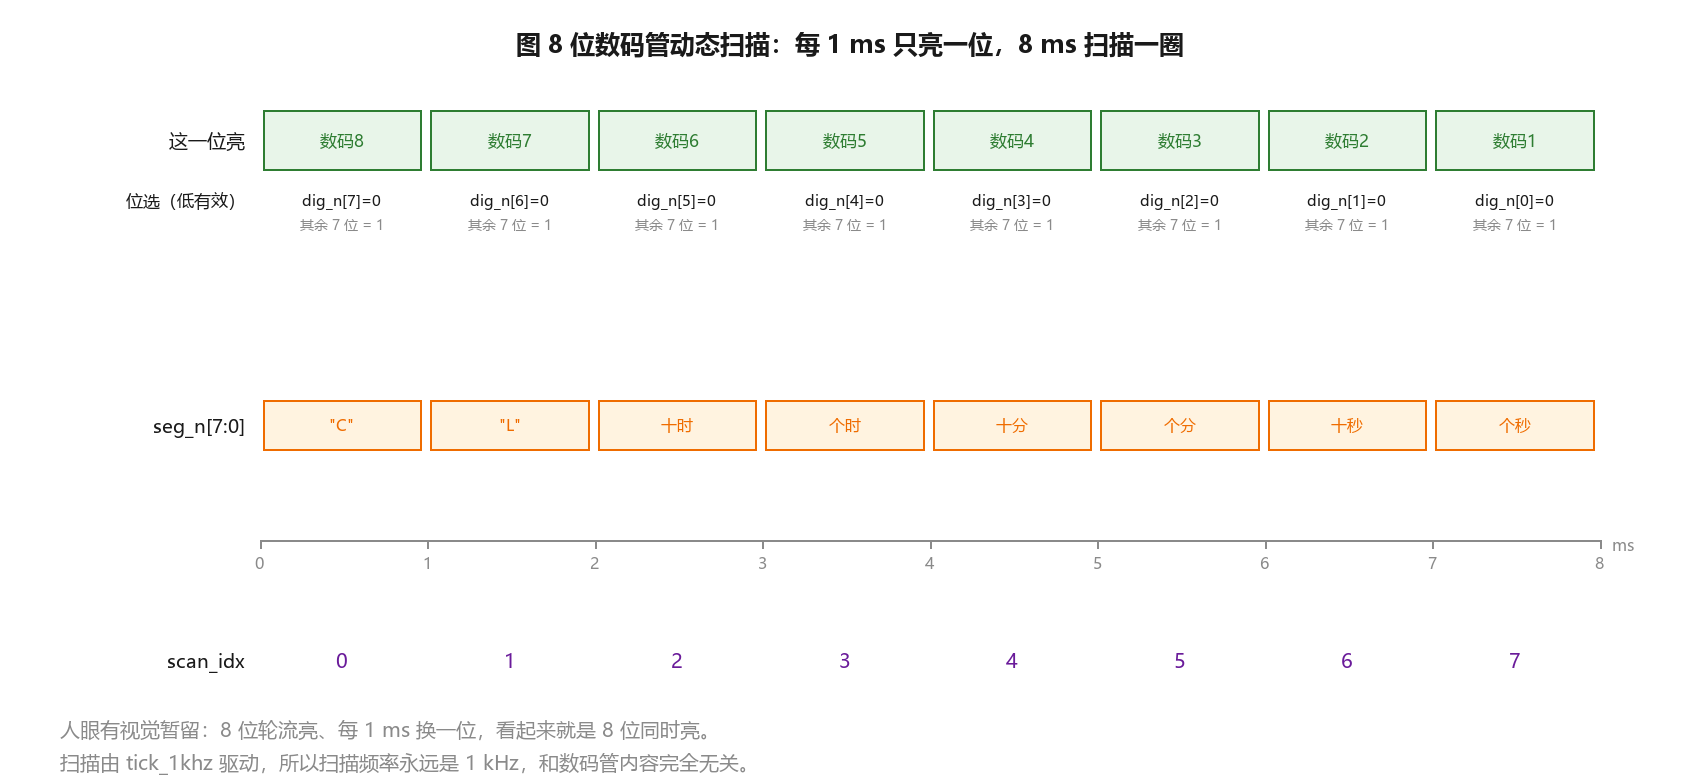 图 8 位数码管动态扫描：每 1 ms 只亮一位，8 ms 扫描一圈
这一位亮 数码8 数码7 数码6 数码5 数码4 数码3 数码2 数码1
位选（低有效） dig_n[7]=0 dig_n[6]=0 dig_n[5]=0 dig_n[4]=0 dig_n[3]=0 dig_n[2]=0 dig_n[1]=0 dig_n[0]=0
其余 7 位 = 1 其余 7 位 = 1 其余 7 位 = 1 其余 7 位 = 1 其余 7 位 = 1 其余 7 位 = 1 其余 7 位 = 1 其余 7 位 = 1
seg_n[7:0] "C" "L" 十时 个时 十分 个分 十秒 个秒
0 1 2 3 4 5 6 7 8 ms
scan_idx 0 1 2 3 4 5 6 7
人眼有视觉暂留：8 位轮流亮、每 1 ms 换一位，看起来就是 8 位同时亮。
扫描由 tick_1khz 驱动，所以扫描频率永远是 1 kHz，和数码管内容完全无关。